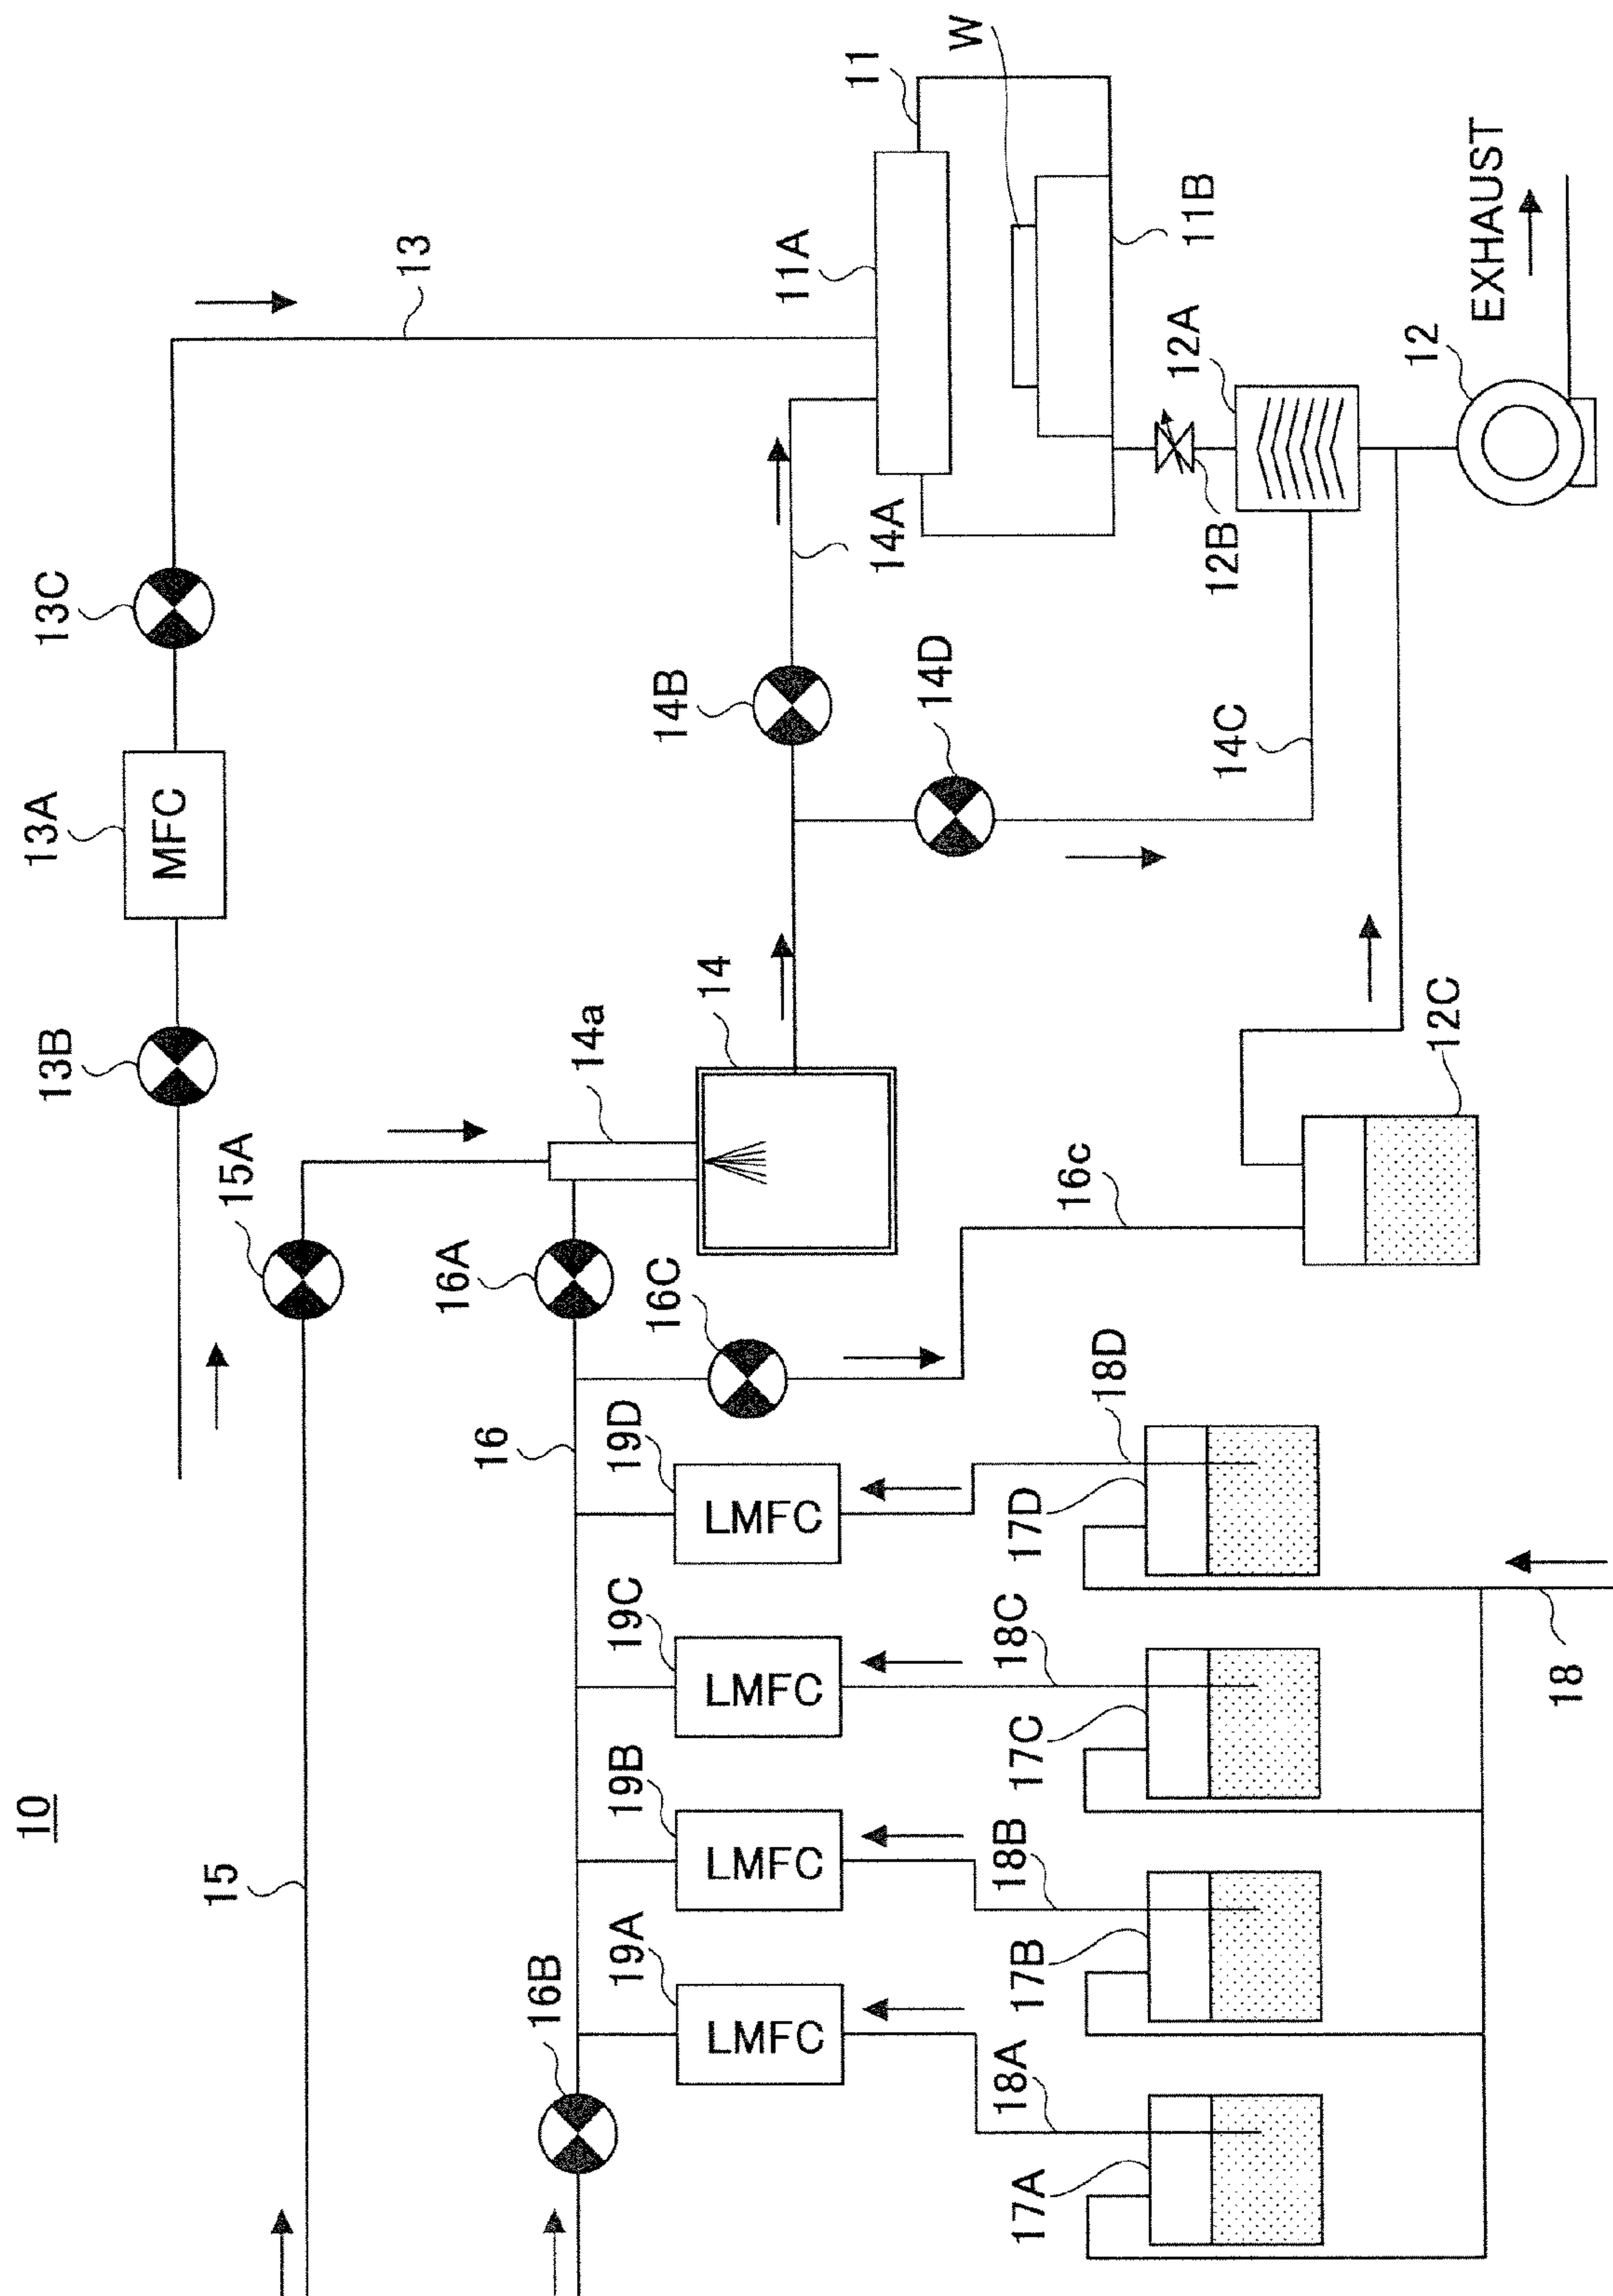 10
13B
13A
MFC
13C
13
15
15A
14a
14
14B
14A
14D
14C
11A
11
W
11B
12A
12B
12
EXHAUST
16B
16
16A
16C
16c
12C
19A
LMFC
19B
LMFC
19C
LMFC
19D
LMFC
18A
18B
18C
18D
17A
17B
17C
17D
18